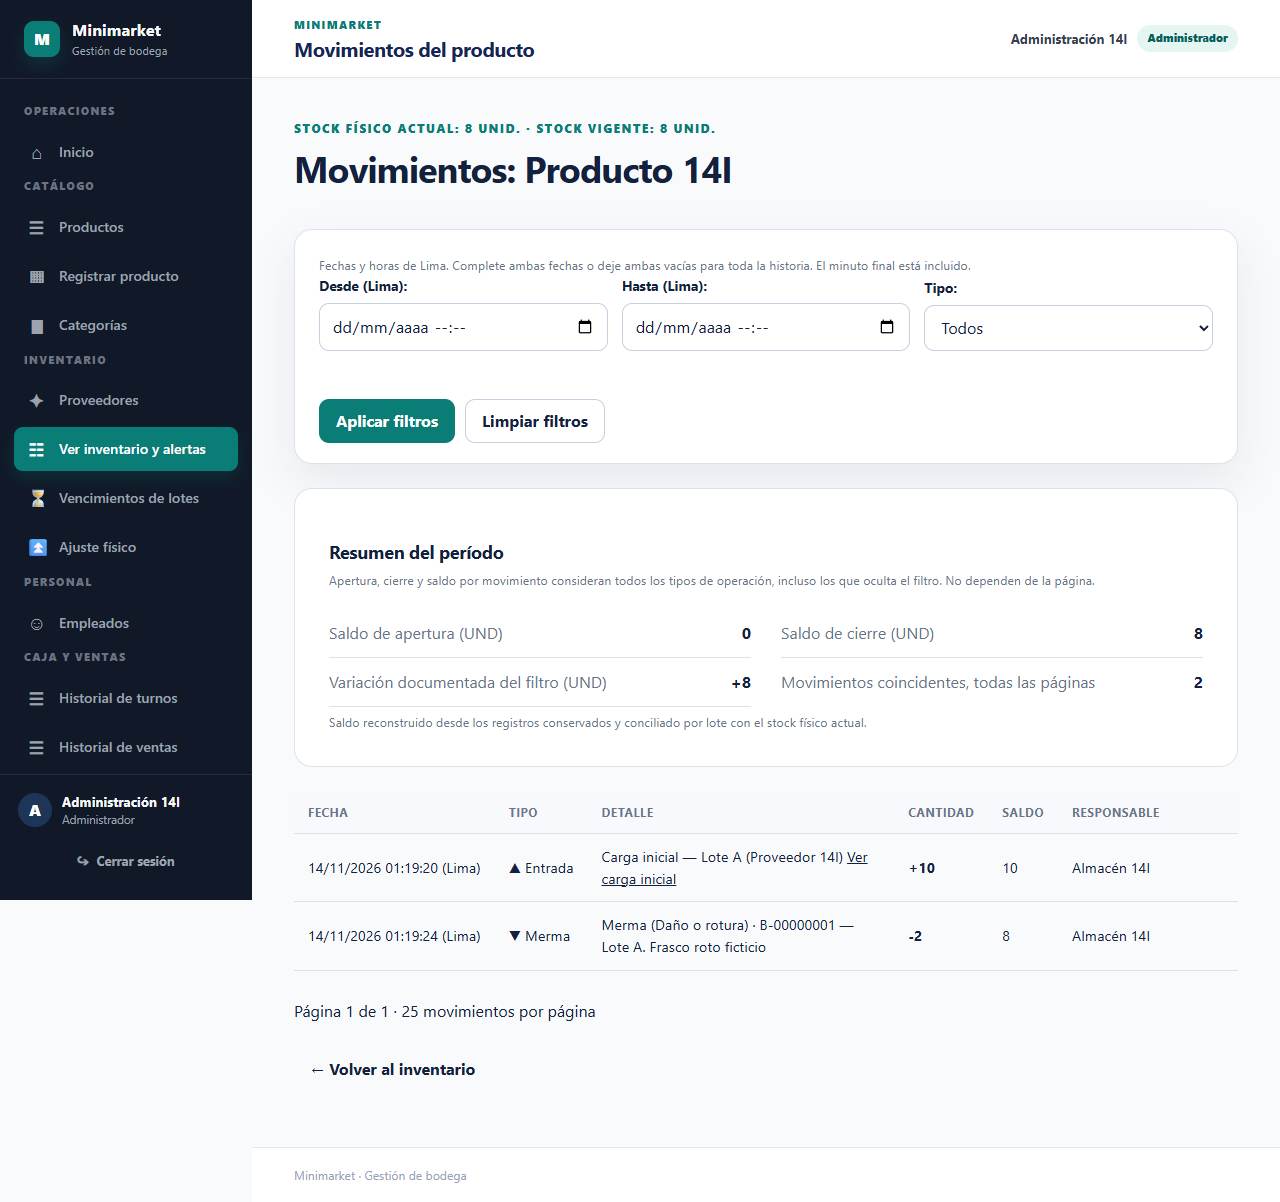 M
Minimarket
Gestión de bodega
OPERACIONES
Inicio
CATÁLOGO
Productos
Registrar producto
Categorías
INVENTARIO
Proveedores
Ver inventario y alertas
Vencimientos de lotes
Ajuste físico
PERSONAL
Empleados
CAJA Y VENTAS
Historial de turnos
Historial de ventas
A
Administración 14I
Administrador
Cerrar sesión
MINIMARKET
Movimientos del producto
Administración 14I
Administrador
STOCK FÍSICO ACTUAL: 8 UNID. · STOCK VIGENTE: 8 UNID.
Movimientos: Producto 14I
Fechas y horas de Lima. Complete ambas fechas o deje ambas vacías para toda la historia. El minuto final está incluido.
Desde (Lima):
dd/mm/aaaa --:--
Hasta (Lima):
dd/mm/aaaa --:--
Tipo:
Todos
Aplicar filtros
Limpiar filtros
Resumen del período
Apertura, cierre y saldo por movimiento consideran todos los tipos de operación, incluso los que oculta el filtro. No dependen de la página.
Saldo de apertura (UND) 0
Saldo de cierre (UND) 8
Variación documentada del filtro (UND) +8
Movimientos coincidentes, todas las páginas 2
Saldo reconstruido desde los registros conservados y conciliado por lote con el stock físico actual.
FECHA TIPO DETALLE CANTIDAD SALDO RESPONSABLE
14/11/2026 01:19:20 (Lima) ▲ Entrada Carga inicial — Lote A (Proveedor 14I) Ver +10 10 Almacén 14I
carga inicial
14/11/2026 01:19:24 (Lima) ▼ Merma Merma (Daño o rotura) · B-00000001 — -2 8 Almacén 14I
Lote A. Frasco roto ficticio
Página 1 de 1 · 25 movimientos por página
← Volver al inventario
Minimarket · Gestión de bodega